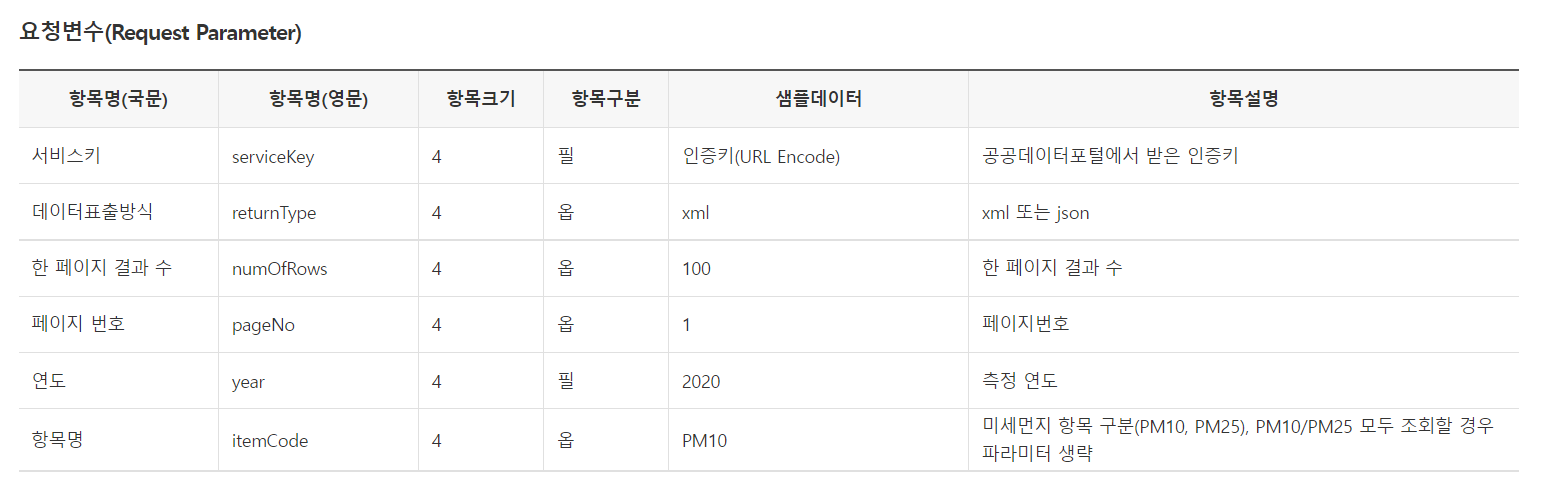 요청변수(Request Parameter)
항목명(국문) 항목명(영문) 항목크기 항목구분 샘플데이터 항목설명
서비스키 serviceKey 4 필 인증키(URL Encode) 공공데이터포털에서 받은 인증키
데이터표출방식 returnType 4 옵 xml xml 또는 json
한 페이지 결과 수 numOfRows 4 옵 100 한 페이지 결과 수
페이지 번호 pageNo 4 옵 1 페이지번호
연도 year 4 필 2020 측정 연도
항목명 itemCode 4 옵 PM10 미세먼지 항목 구분(PM10, PM25), PM10/PM25 모두 조회할 경우
파라미터 생략